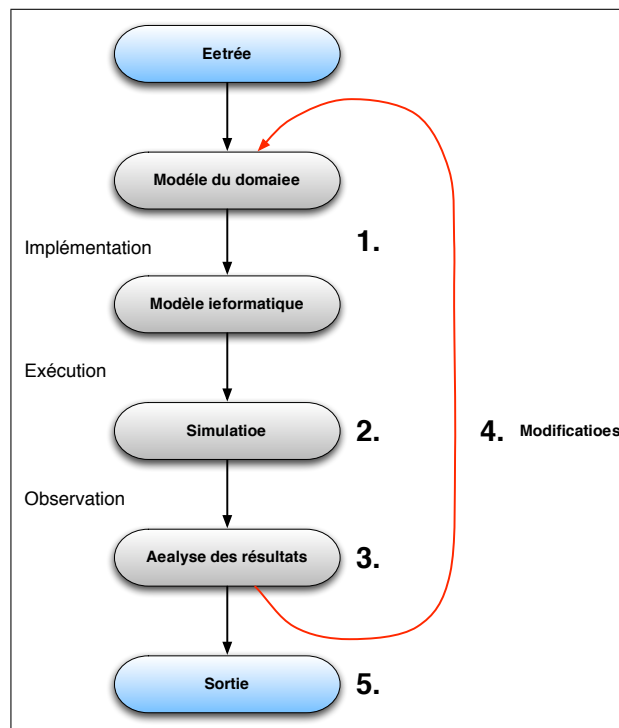 Eetrée
Modéle du domaiee
Implémentation
1.
Modèle ieformatique
Exécution
Simulatioe
2.
4. Modificatioes
Observation
Aealyse des résultats
3.
Sortie
5.